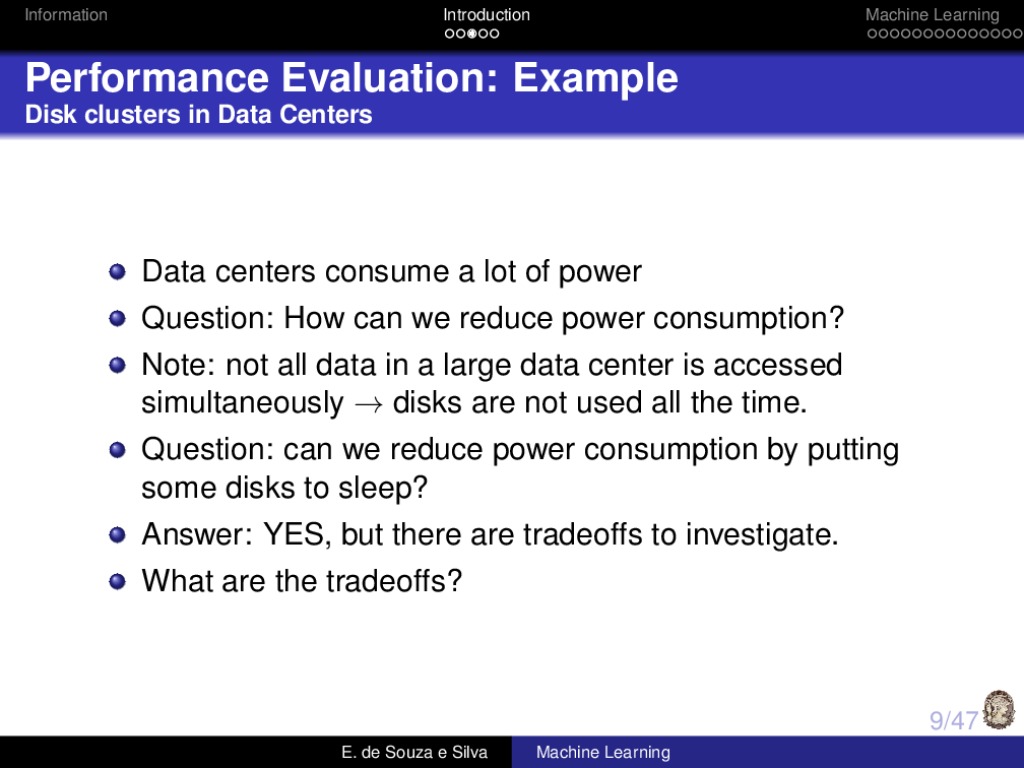 Information
Introduction
Machine Learning
Performance Evaluation: Example
Disk clusters in Data Centers
Data centers consume a lot of power
Question: How can we reduce power consumption?
Note: not all data in a large data center is accessed
simultaneously → disks are not used all the time.
Question: can we reduce power consumption by putting
some disks to sleep?
Answer: YES, but there are tradeoffs to investigate.
What are the tradeoffs?
9/47
E. de Souza e Silva
Machine Learning